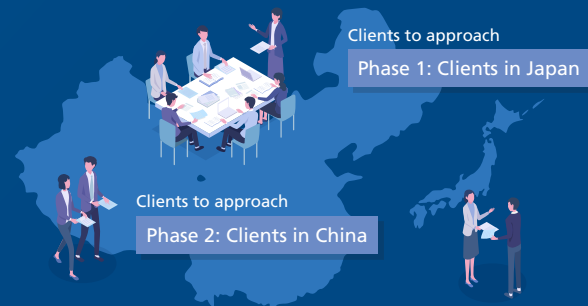 Clients to approach
Phase 1: Clients in Japan
Clients to approach
Phase 2: Clients in China